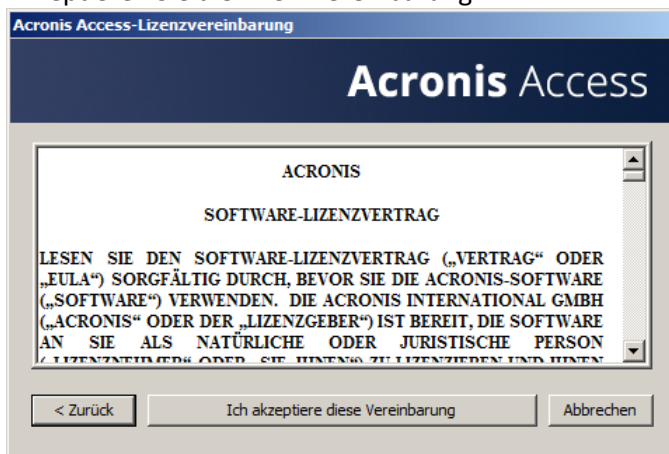 Acronis Access-Lizenzvereinbarung
Acronis Access
ACRONIS
SOFTWARE-LIZENZVERTRAG
LESEN SIE DEN SOFTWARE-LIZENZVERTRAG („VERTRAG“ ODER
„EULA“) SORGFÄLTIG DURCH, BEVOR SIE DIE ACRONIS-SOFTWARE
(„SOFTWARE“) VERWENDEN. DIE ACRONIS INTERNATIONAL GMBH
(„ACRONIS“ ODER DER „LIZENZGEBER“) IST BEREIT, DIE SOFTWARE
AN SIE ALS NATÜRLICHE ODER JURISTISCHE PERSON
< Zurück
Ich akzeptiere diese Vereinbarung
Abbrechen